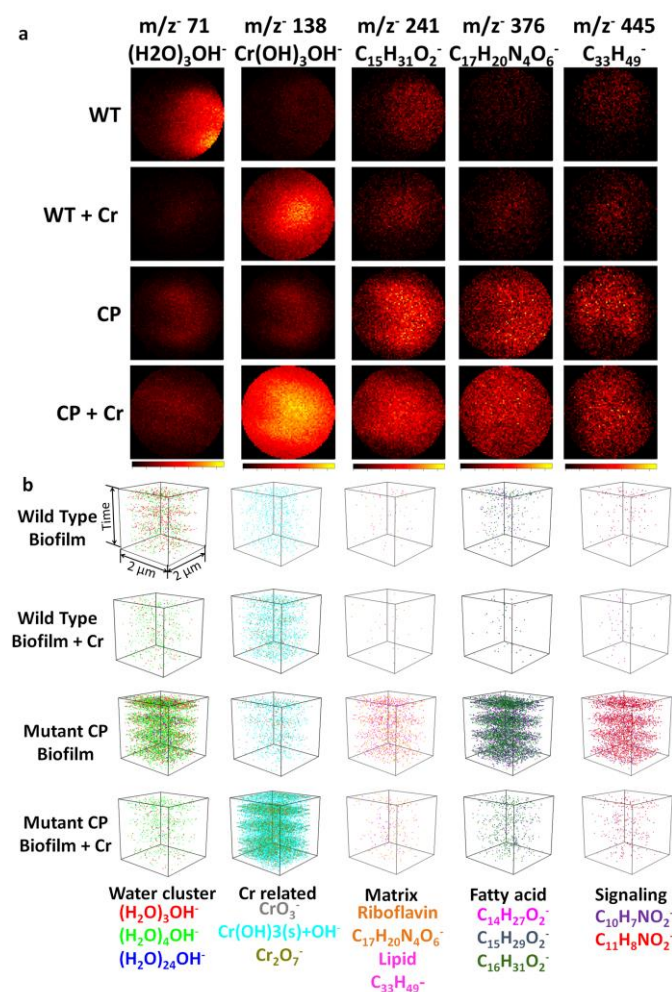 a
m/z⁻ 71 m/z⁻ 138 m/z⁻ 241 m/z⁻ 376 m/z⁻ 445
(H2O)₃OH⁻ Cr(OH)₃OH⁻ C₁₅H₃₁O₂⁻ C₁₇H₂₀N₄O₆⁻ C₃₃H₄₉⁻
WT
WT + Cr
CP
CP + Cr
b
Wild Type
Biofilm
Time
2 μm 2 μm
Wild Type
Biofilm + Cr
Mutant CP
Biofilm
Mutant CP
Biofilm + Cr
Water cluster Cr related Matrix Fatty acid Signaling
(H₂O)₃OH⁻ CrO₃⁻ Riboflavin C₁₄H₂₇O₂⁻ C₁₀H₇NO₂⁻
(H₂O)₄OH⁻ Cr(OH)3(s)+OH⁻ C₁₇H₂₀N₄O₆⁻ C₁₅H₂₉O₂⁻ C₁₁H₈NO₂⁻
(H₂O)₂₄OH⁻ Cr₂O₇⁻ Lipid C₁₆H₃₁O₂⁻
C₃₃H₄₉⁻